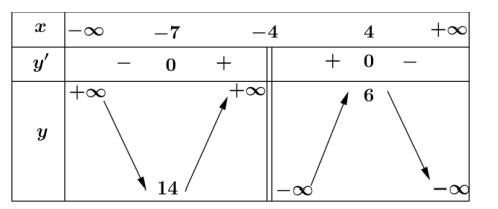 x −∞ −7 −4 4 +∞
y′ − 0 + + 0 −
+∞ +∞ 6
y
14 −∞ −∞